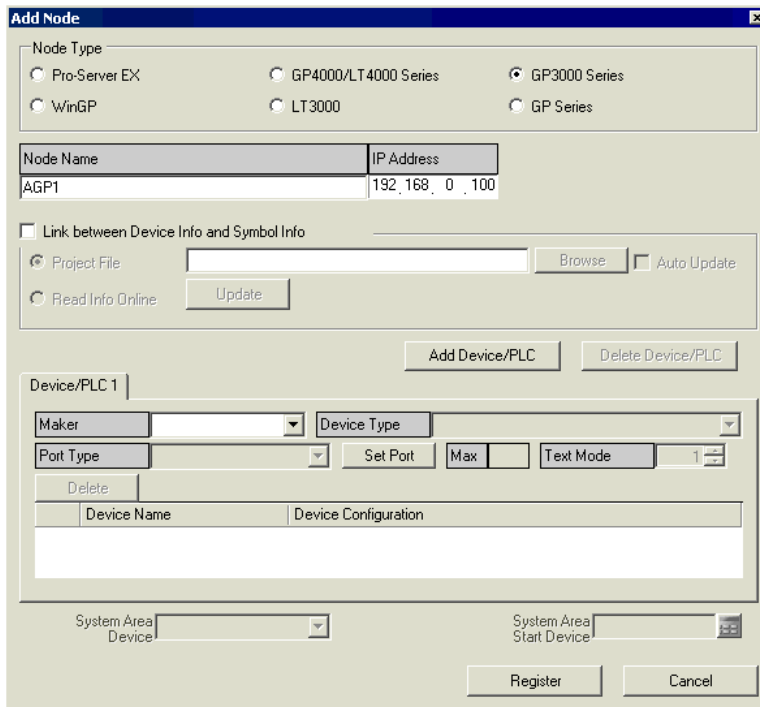 Add Node
Node Type
Pro-Server EX GP4000/LT4000 Series GP3000 Series
WinGP LT3000 GP Series
Node Name IP Address
AGP1 192.168. 0 .100
Link between Device Info and Symbol Info
Project File Browse Auto Update
Read Info Online Update
Add Device/PLC Delete Device/PLC
Device/PLC 1
Maker Device Type
Port Type Set Port Max Text Mode 1
Delete
Device Name Device Configuration
System Area System Area
Device Start Device
Register Cancel